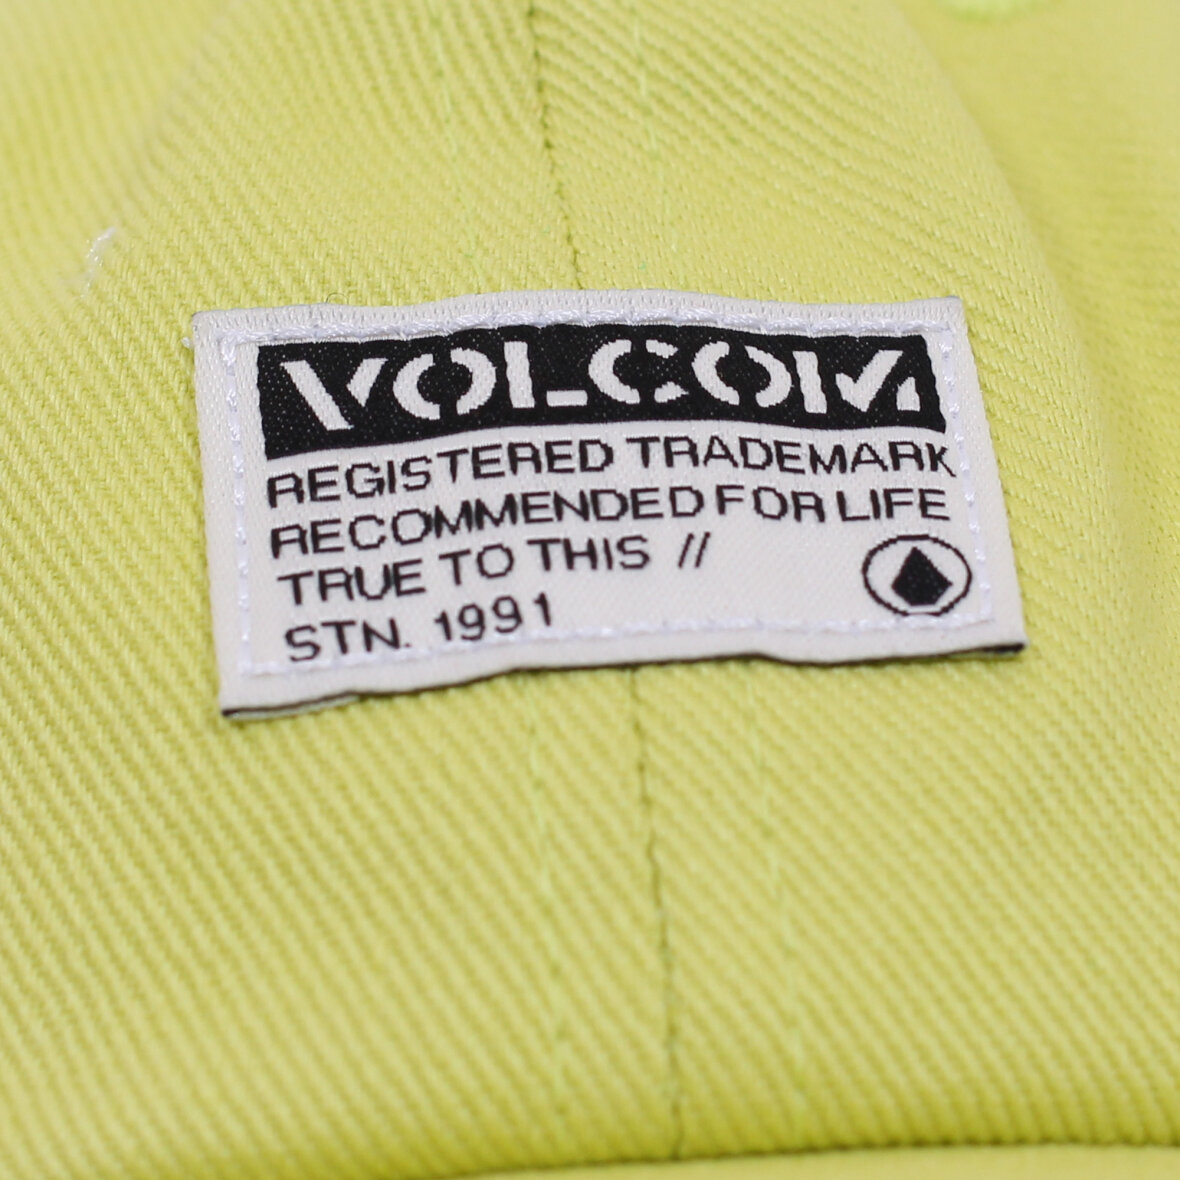 VOLCOM
REGISTERED TRADEMARK
RECOMMENDED FOR LIFE
TRUE TO THIS //
STN. 1991